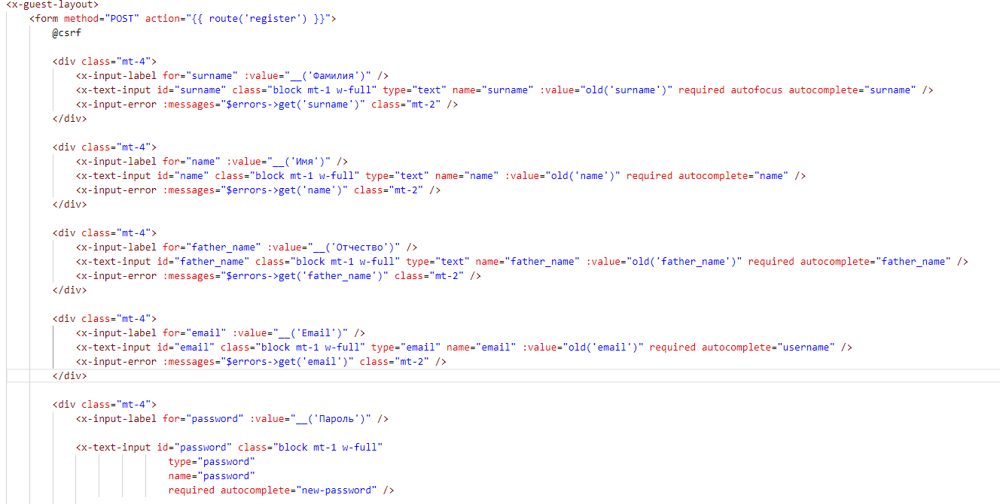 <x-guest-layout>
<form method="POST" action="{{ route('register') }}">
@csrf
<div class="mt-4">
<x-input-label for="surname" :value="__('Фамилия')" />
<x-text-input id="surname" class="block mt-1 w-full" type="text" name="surname" :value="old('surname')" required autofocus autocomplete="surname" />
<x-input-error :messages="$errors->get('surname')" class="mt-2" />
</div>
<div class="mt-4">
<x-input-label for="name" :value="__('Имя')" />
<x-text-input id="name" class="block mt-1 w-full" type="text" name="name" :value="old('name')" required autocomplete="name" />
<x-input-error :messages="$errors->get('name')" class="mt-2" />
</div>
<div class="mt-4">
<x-input-label for="father_name" :value="__('Отчество')" />
<x-text-input id="father_name" class="block mt-1 w-full" type="text" name="father_name" :value="old('father_name')" required autocomplete="father_name" />
<x-input-error :messages="$errors->get('father_name')" class="mt-2" />
</div>
<div class="mt-4">
<x-input-label for="email" :value="__('Email')" />
<x-text-input id="email" class="block mt-1 w-full" type="email" name="email" :value="old('email')" required autocomplete="username" />
<x-input-error :messages="$errors->get('email')" class="mt-2" />
</div>
<div class="mt-4">
<x-input-label for="password" :value="__('Пароль')" />
<x-text-input id="password" class="block mt-1 w-full"
type="password"
name="password"
required autocomplete="new-password" />